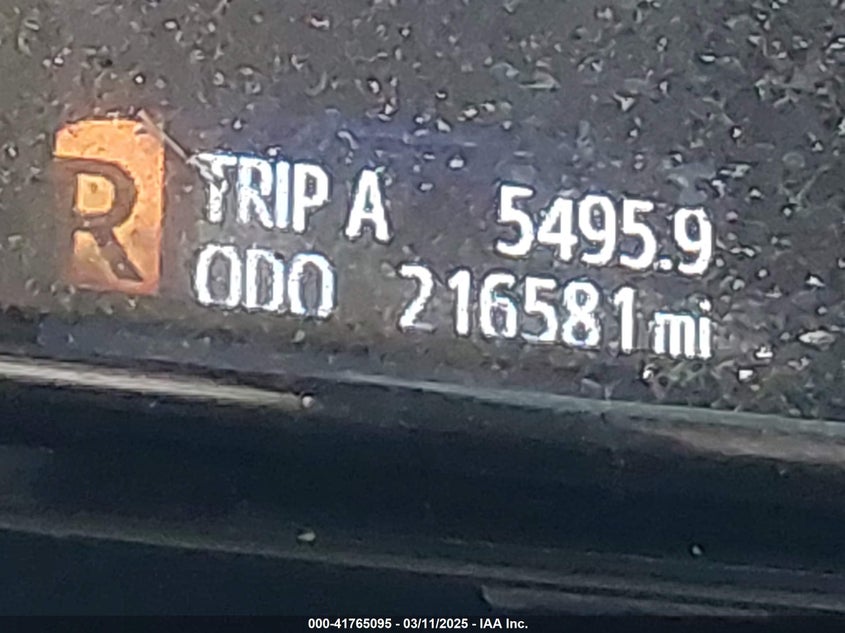 R
TRIP A 5495.9
ODO 216581 mi
000-41765095 - 03/11/2025 - IAA Inc.